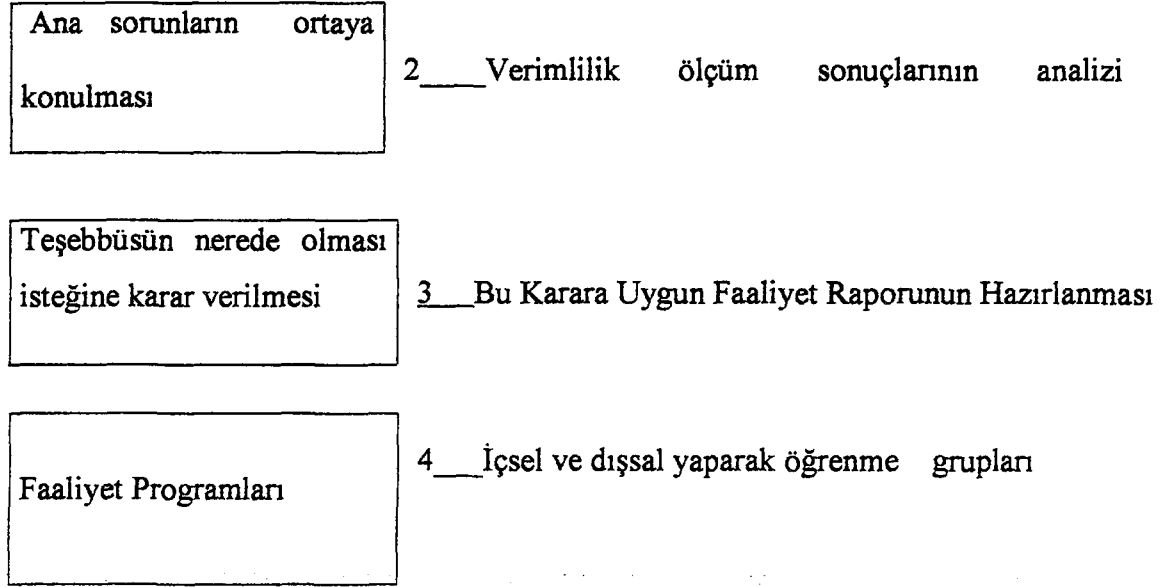 Ana sorunların ortaya
konulması
2___Verimlilik ölçüm sonuçlarının analizi
Teşebbüsün nerede olması
isteğine karar verilmesi
3___Bu Karara Uygun Faaliyet Raporunun Hazırlanması
Faaliyet Programları
4___İçsel ve dışsal yaparak öğrenme grupları